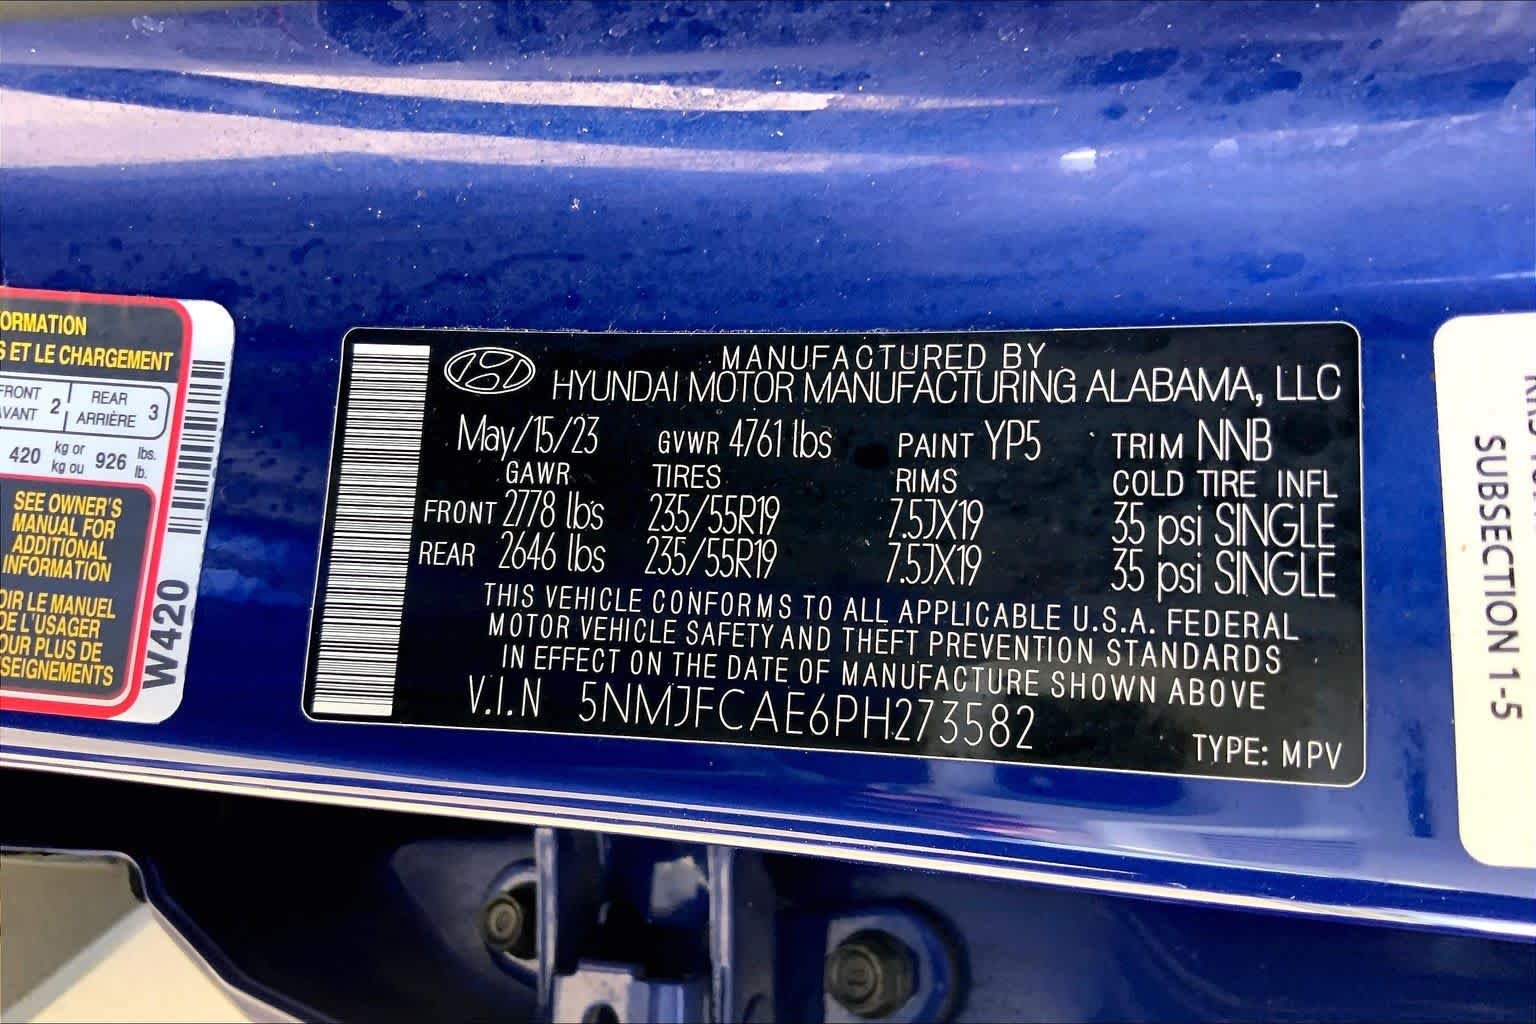 ORMATION
S ET LE CHARGEMENT
FRONT 2 REAR 3
AVANT ARRIÈRE
420 kg or 926 lbs.
kg ou lb.
SEE OWNER'S
MANUAL FOR
ADDITIONAL
INFORMATION
OIR LE MANUEL
DE L'USAGER
OUR PLUS DE
SEIGNEMENTS
W420
MANUFACTURED BY
HYUNDAI MOTOR MANUFACTURING ALABAMA, LLC
May/15/23 GVWR 4761 lbs PAINT YP5 TRIM NNB
GAWR TIRES RIMS COLD TIRE INFL
FRONT 2778 lbs 235/55R19 7.5JX19 35 psi SINGLE
REAR 2646 lbs 235/55R19 7.5JX19 35 psi SINGLE
THIS VEHICLE CONFORMS TO ALL APPLICABLE U.S.A. FEDERAL
MOTOR VEHICLE SAFETY AND THEFT PREVENTION STANDARDS
IN EFFECT ON THE DATE OF MANUFACTURE SHOWN ABOVE
V.I.N 5NMJFCAE6PH273582
TYPE: MPV
SUBSECTION 1-5